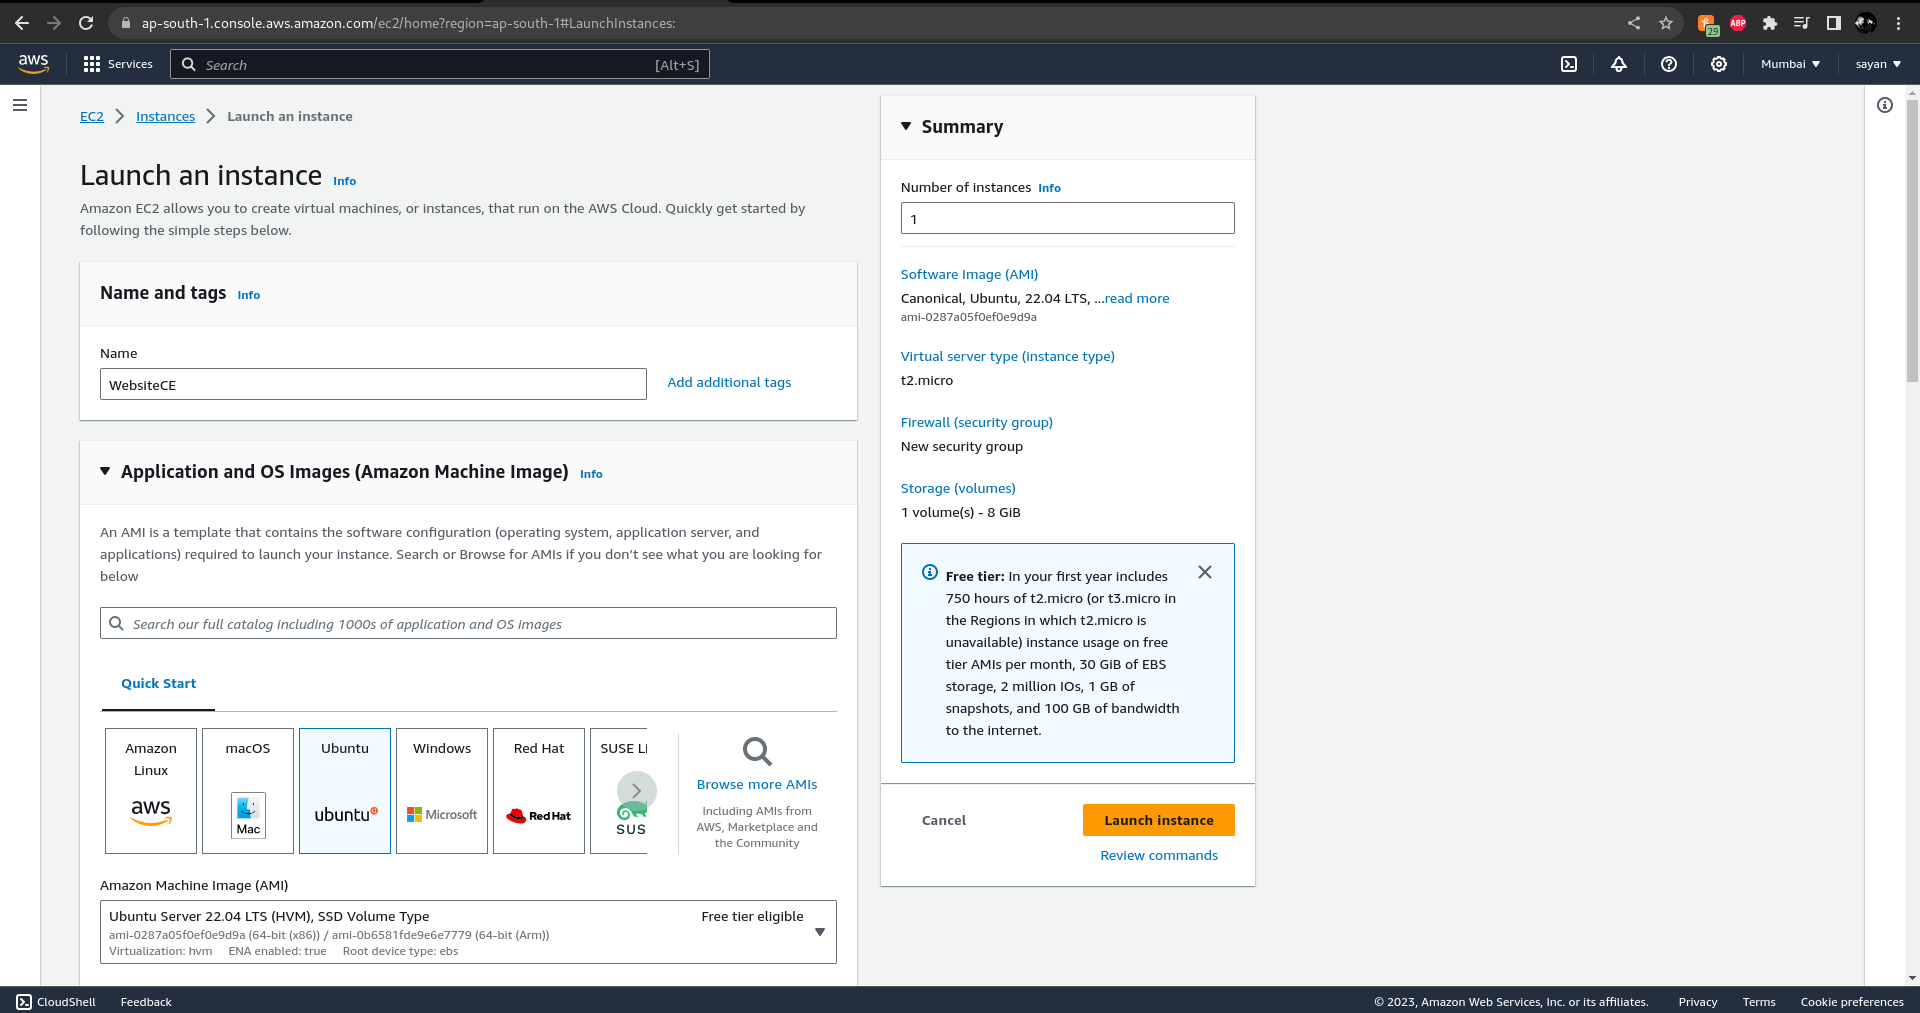 ap-south-1.console.aws.amazon.com/ec2/home?region=ap-south-1#LaunchInstances:
29
ABP
aws
Services
Search
[Alt+S]
Mumbai
sayan
EC2
Instances
Launch an instance
Launch an instance
Info
Amazon EC2 allows you to create virtual machines, or instances, that run on the AWS Cloud. Quickly get started by
following the simple steps below.
Name and tags
Info
Name
WebsiteCE
Add additional tags
Application and OS Images (Amazon Machine Image)
Info
An AMI is a template that contains the software configuration (operating system, application server, and
applications) required to launch your instance. Search or Browse for AMIs if you don't see what you are looking for
below
Search our full catalog including 1000s of application and OS images
Quick Start
Amazon
Linux
aws
macOS
Mac
Ubuntu
ubuntu
Windows
Microsoft
Red Hat
Red Hat
SUSE Li
SUS
Browse more AMIs
Including AMIs from
AWS, Marketplace and
the Community
Amazon Machine Image (AMI)
Ubuntu Server 22.04 LTS (HVM), SSD Volume Type
Free tier eligible
ami-0287a05f0ef0e9d9a (64-bit (x86)) / ami-0b6581fde9e6e7779 (64-bit (Arm))
Virtualization: hvm ENA enabled: true Root device type: ebs
Summary
Number of instances
Info
1
Software Image (AMI)
Canonical, Ubuntu, 22.04 LTS, ...read more
ami-0287a05f0ef0e9d9a
Virtual server type (instance type)
t2.micro
Firewall (security group)
New security group
Storage (volumes)
1 volume(s) - 8 GiB
Free tier: In your first year includes
750 hours of t2.micro (or t3.micro in
the Regions in which t2.micro is
unavailable) instance usage on free
tier AMIs per month, 30 GiB of EBS
storage, 2 million IOs, 1 GB of
snapshots, and 100 GB of bandwidth
to the internet.
Cancel
Launch instance
Review commands
CloudShell
Feedback
© 2023, Amazon Web Services, Inc. or its affiliates.
Privacy
Terms
Cookie preferences